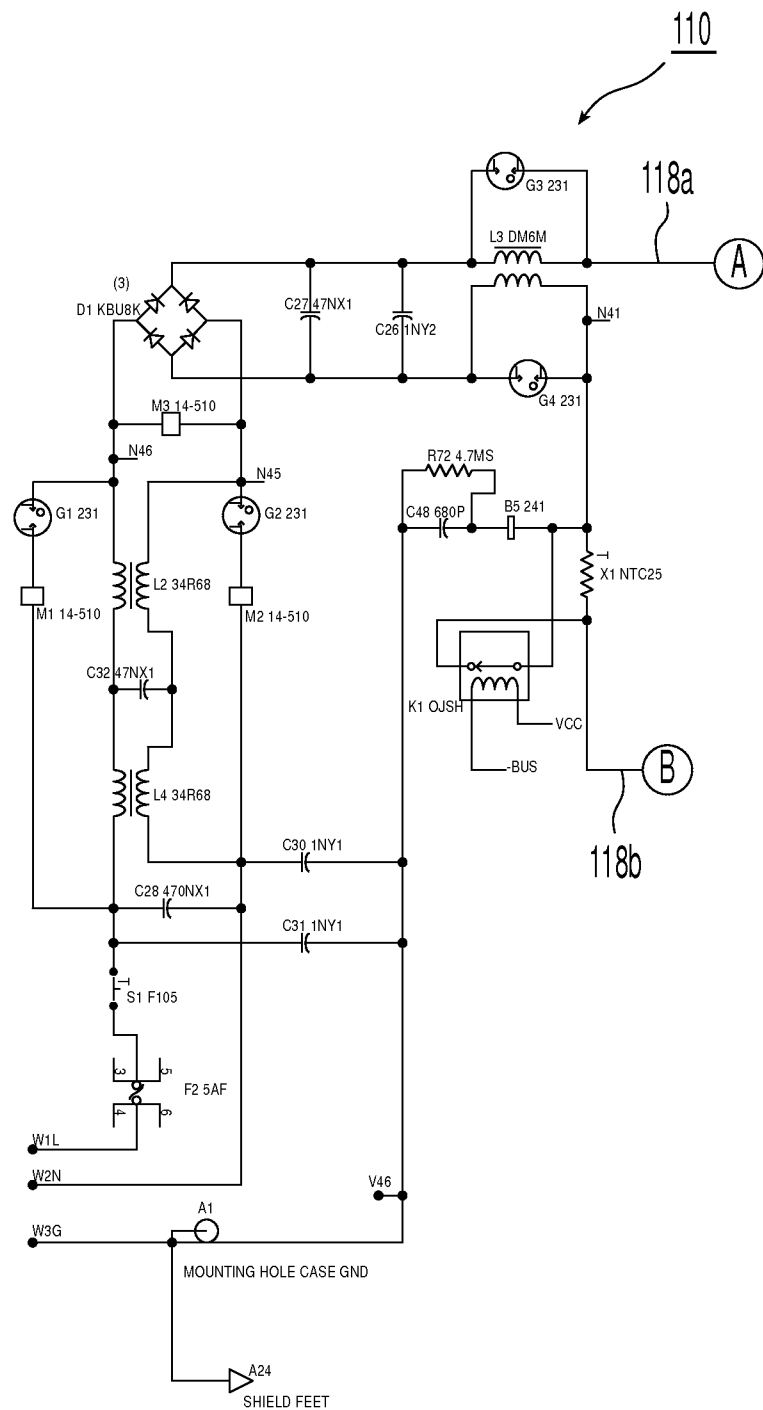 110
G3 231
118a
L3 DM6M
A
(3)
D1 KBU8K
C27 47NX1
C26 1NY2
N41
G4 231
M3 14-510
N46
N45
R72 4.7MS
G1 231
G2 231
C48 680P
B5 241
T
X1 NTC25
L2 34R68
M1 14-510
M2 14-510
C32 47NX1
K1 OJSH
VCC
-BUS
B
L4 34R68
118b
C30 1NY1
C28 470NX1
C31 1NY1
T
S1 F105
3
5
F2 5AF
4
6
W1L
W2N
V46
A1
W3G
MOUNTING HOLE CASE GND
A24
SHIELD FEET